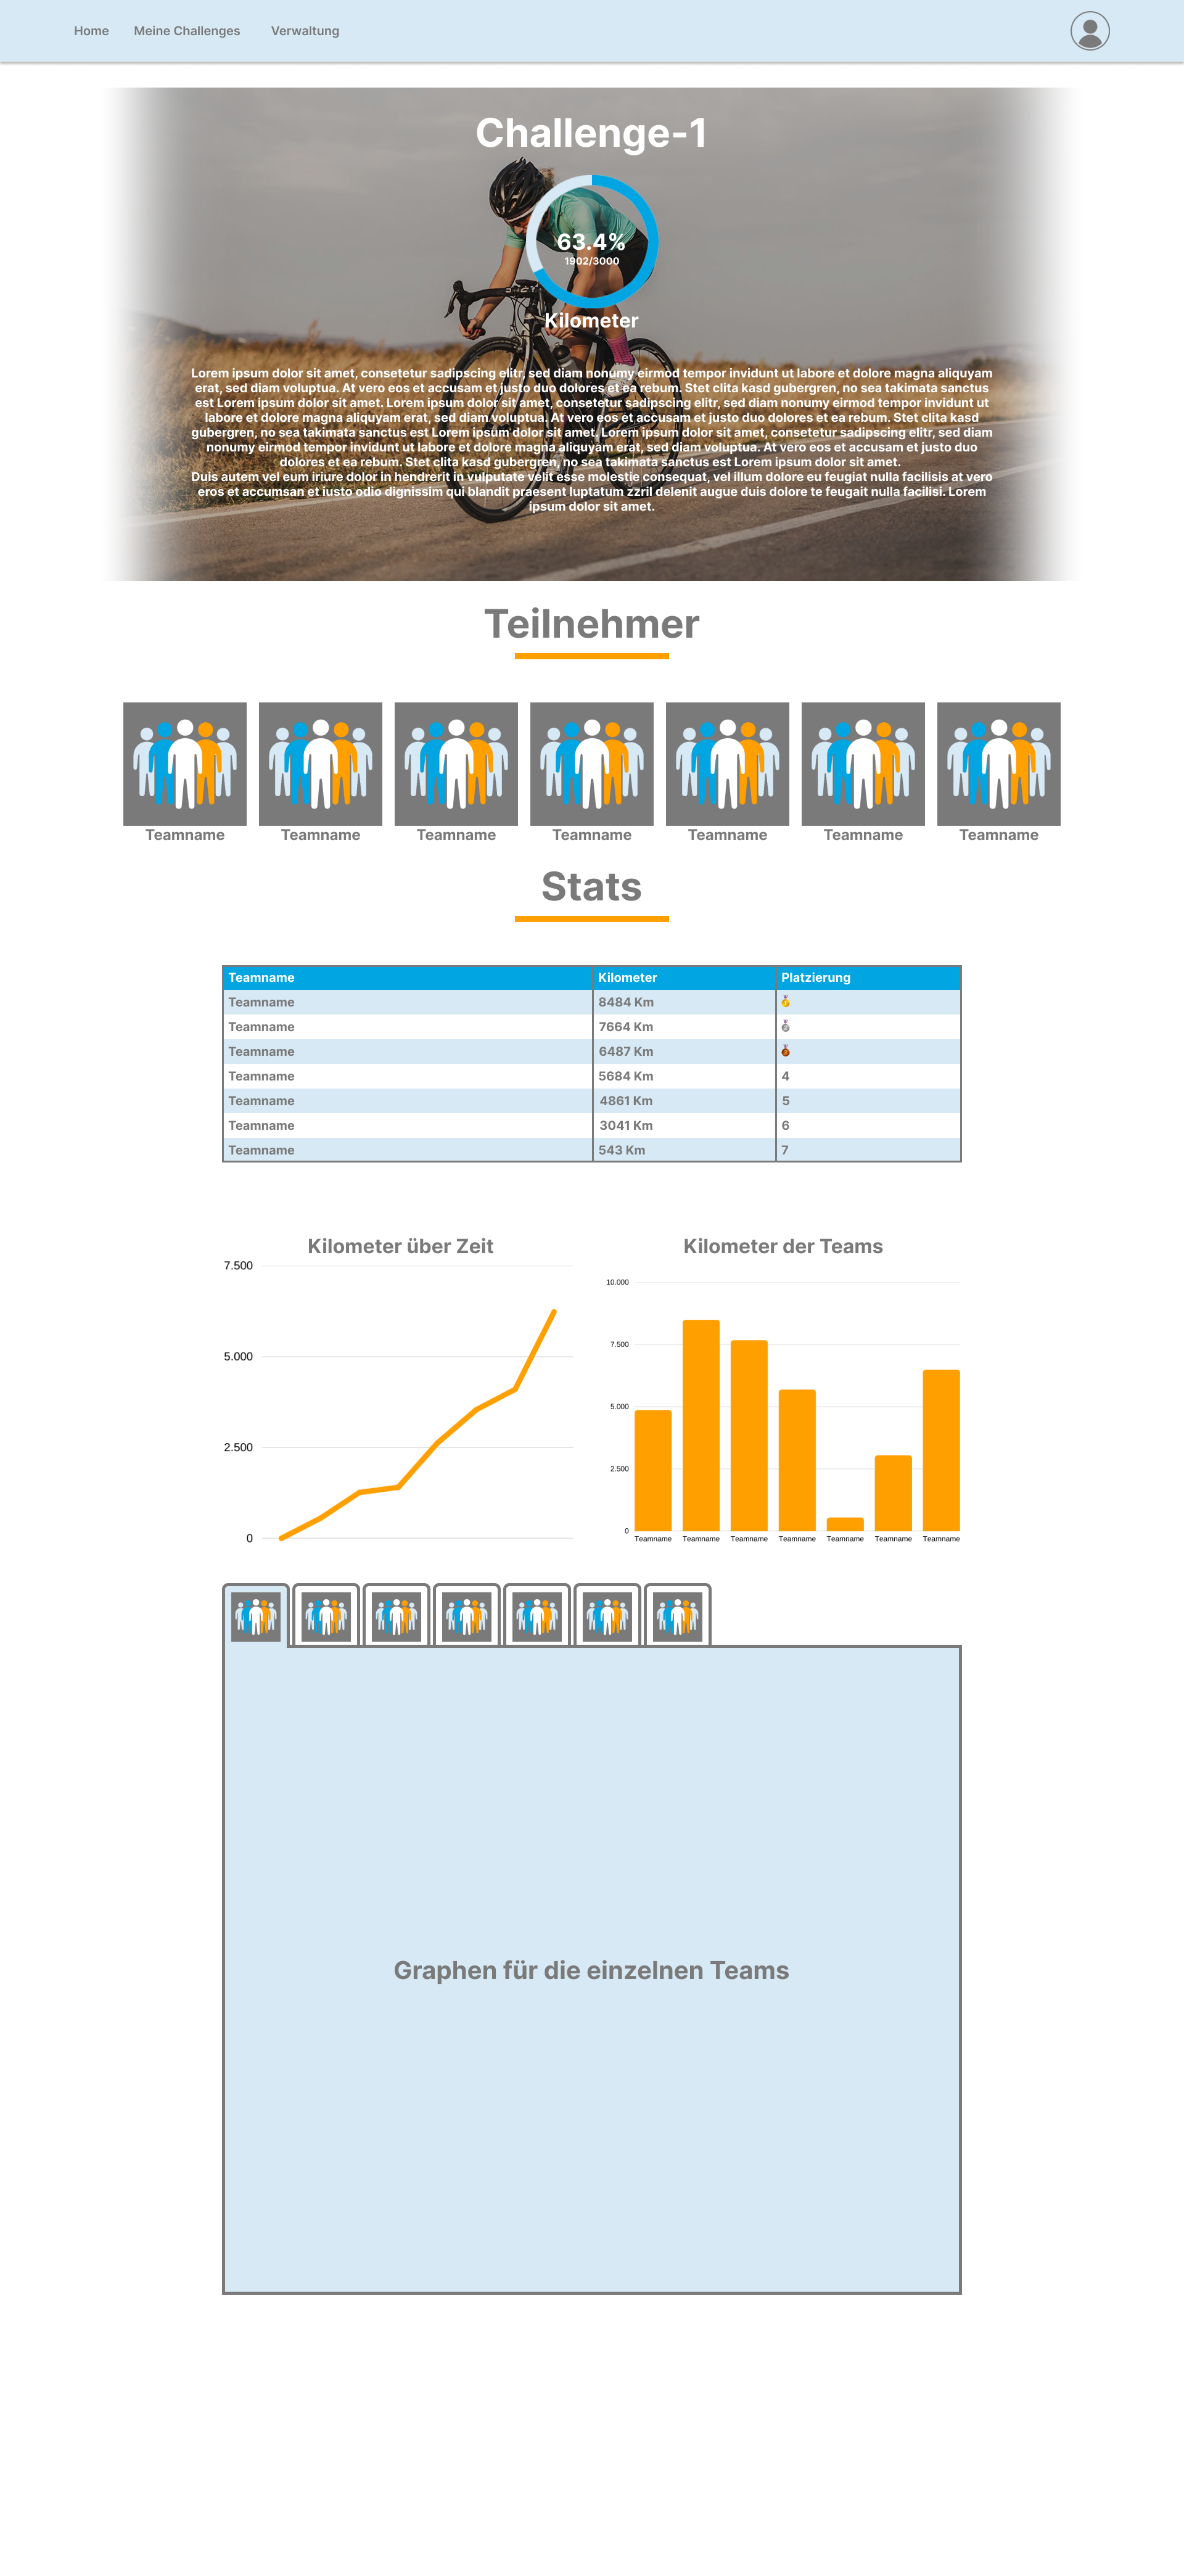 Home Meine Challenges Verwaltung
Challenge-1
63.4%
1902/3000
Kilometer
Lorem ipsum dolor sit amet, consetetur sadipscing elitr, sed diam nonumy eirmod tempor invidunt ut labore et dolore magna aliquyam
erat, sed diam voluptua. At vero eos et accusam et justo duo dolores et ea rebum. Stet clita kasd gubergren, no sea takimata sanctus
est Lorem ipsum dolor sit amet. Lorem ipsum dolor sit amet, consetetur sadipscing elitr, sed diam nonumy eirmod tempor invidunt ut
labore et dolore magna aliquyam erat, sed diam voluptua. At vero eos et accusam et justo duo dolores et ea rebum. Stet clita kasd
gubergren, no sea takimata sanctus est Lorem ipsum dolor sit amet. Lorem ipsum dolor sit amet, consetetur sadipscing elitr, sed diam
nonumy eirmod tempor invidunt ut labore et dolore magna aliquyam erat, sed diam voluptua. At vero eos et accusam et justo duo
dolores et ea rebum. Stet clita kasd gubergren, no sea takimata sanctus est Lorem ipsum dolor sit amet.
Duis autem vel eum iriure dolor in hendrerit in vulputate velit esse molestie consequat, vel illum dolore eu feugiat nulla facilisis at vero
eros et accumsan et iusto odio dignissim qui blandit praesent luptatum zzril delenit augue duis dolore te feugait nulla facilisi. Lorem
ipsum dolor sit amet.
Teilnehmer
Teamname Teamname Teamname Teamname Teamname Teamname Teamname
Stats
Teamname Kilometer Platzierung
Teamname 8484 Km
Teamname 7664 Km
Teamname 6487 Km
Teamname 5684 Km 4
Teamname 4861 Km 5
Teamname 3041 Km 6
Teamname 543 Km 7
Kilometer über Zeit
7.500
5.000
2.500
0
Kilometer der Teams
10.000
7.500
5.000
2.500
0
Teamname Teamname Teamname Teamname Teamname Teamname Teamname
Graphen für die einzelnen Teams